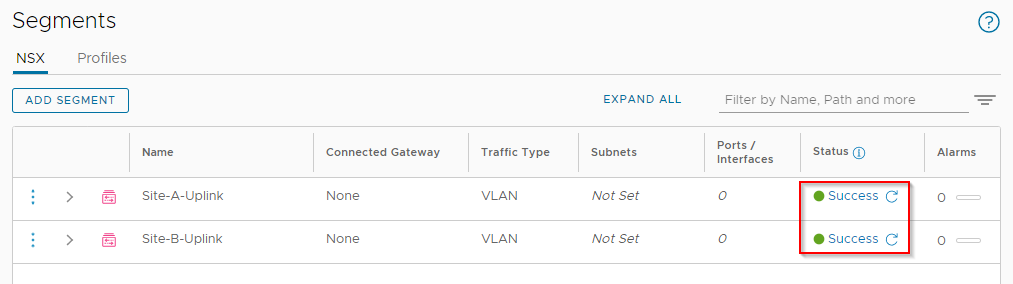 Segments
NSX Profiles
ADD SEGMENT EXPAND ALL Filter by Name, Path and more
Name Connected Gateway Traffic Type Subnets Ports / Interfaces Status Alarms
Site-A-Uplink None VLAN Not Set 0 Success 0
Site-B-Uplink None VLAN Not Set 0 Success 0